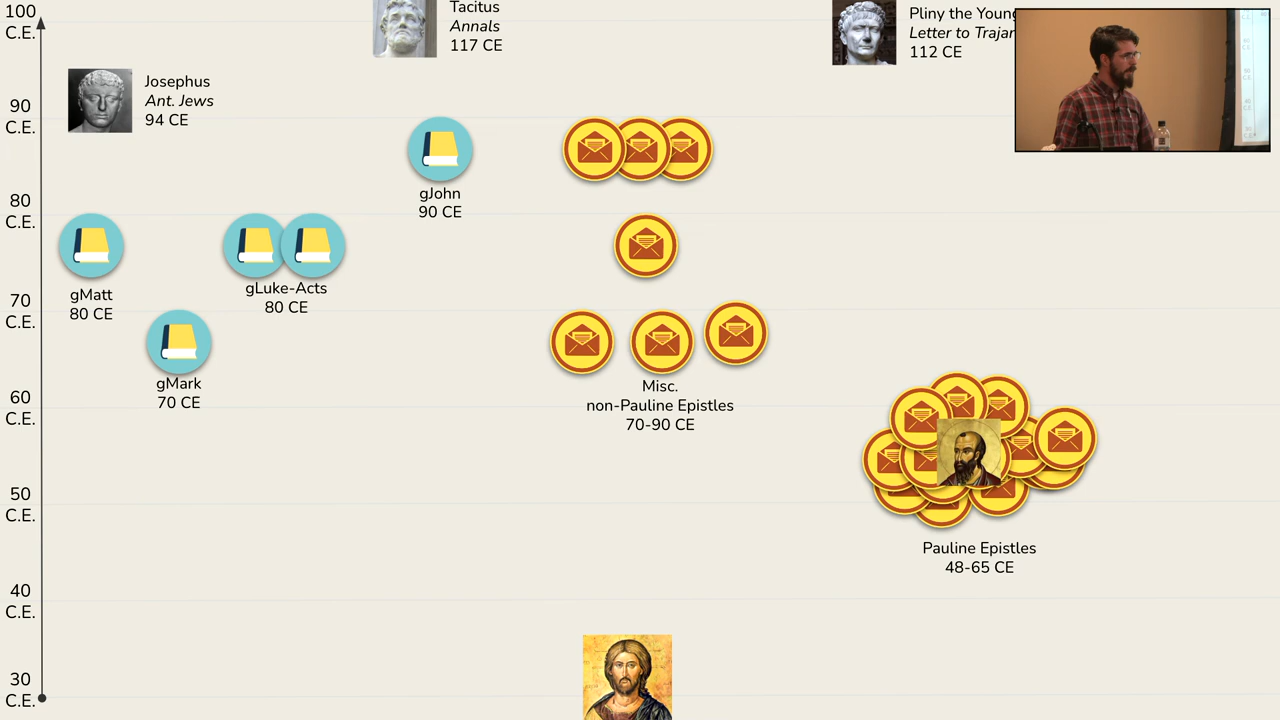 100
C.E.
Tacitus
Annals
117 CE
Pliny the Young
Letter to Trajan
112 CE
Josephus
Ant. Jews
94 CE
90
C.E.
gJohn
90 CE
80
C.E.
gMatt
80 CE
gLuke-Acts
80 CE
70
C.E.
gMark
70 CE
Misc.
non-Pauline Epistles
70-90 CE
60
C.E.
50
C.E.
Pauline Epistles
48-65 CE
40
C.E.
30
C.E.